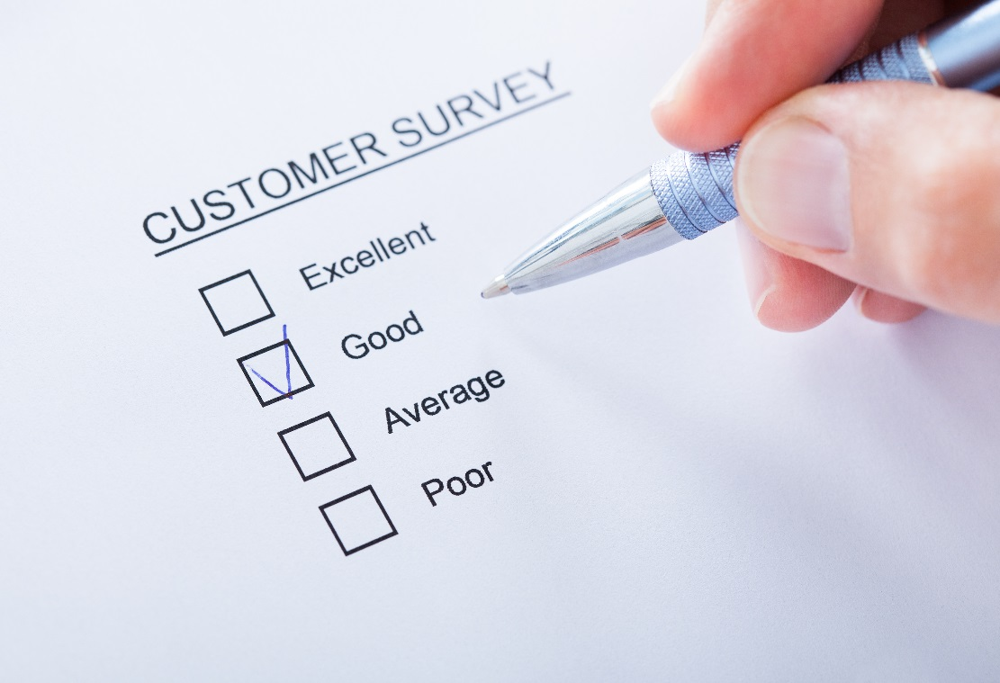 CUSTOMER SURVEY
Excellent
Good
Average
Poor